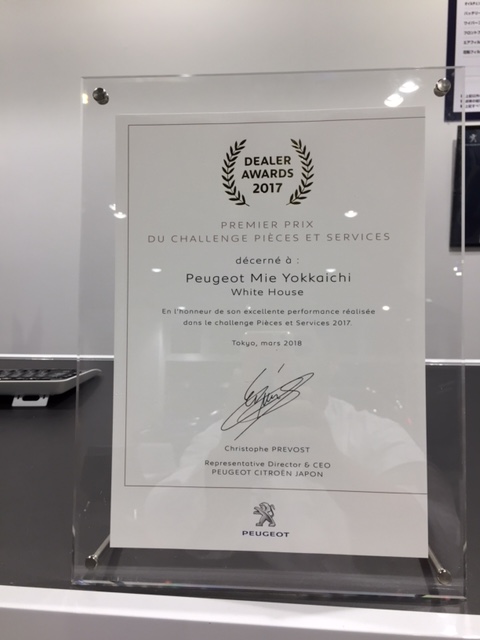 DEALER
AWARDS
2017
PREMIER PRIX
DU CHALLENGE PIÈCES ET SERVICES
décerné à :
Peugeot Mie Yokkaichi
White House
En l'honneur de son excellente performance réalisée
dans le challenge Pièces et Services 2017.
Tokyo, mars 2018
Christophe PREVOST
Representative Director & CEO
PEUGEOT CITROËN JAPON
PEUGEOT